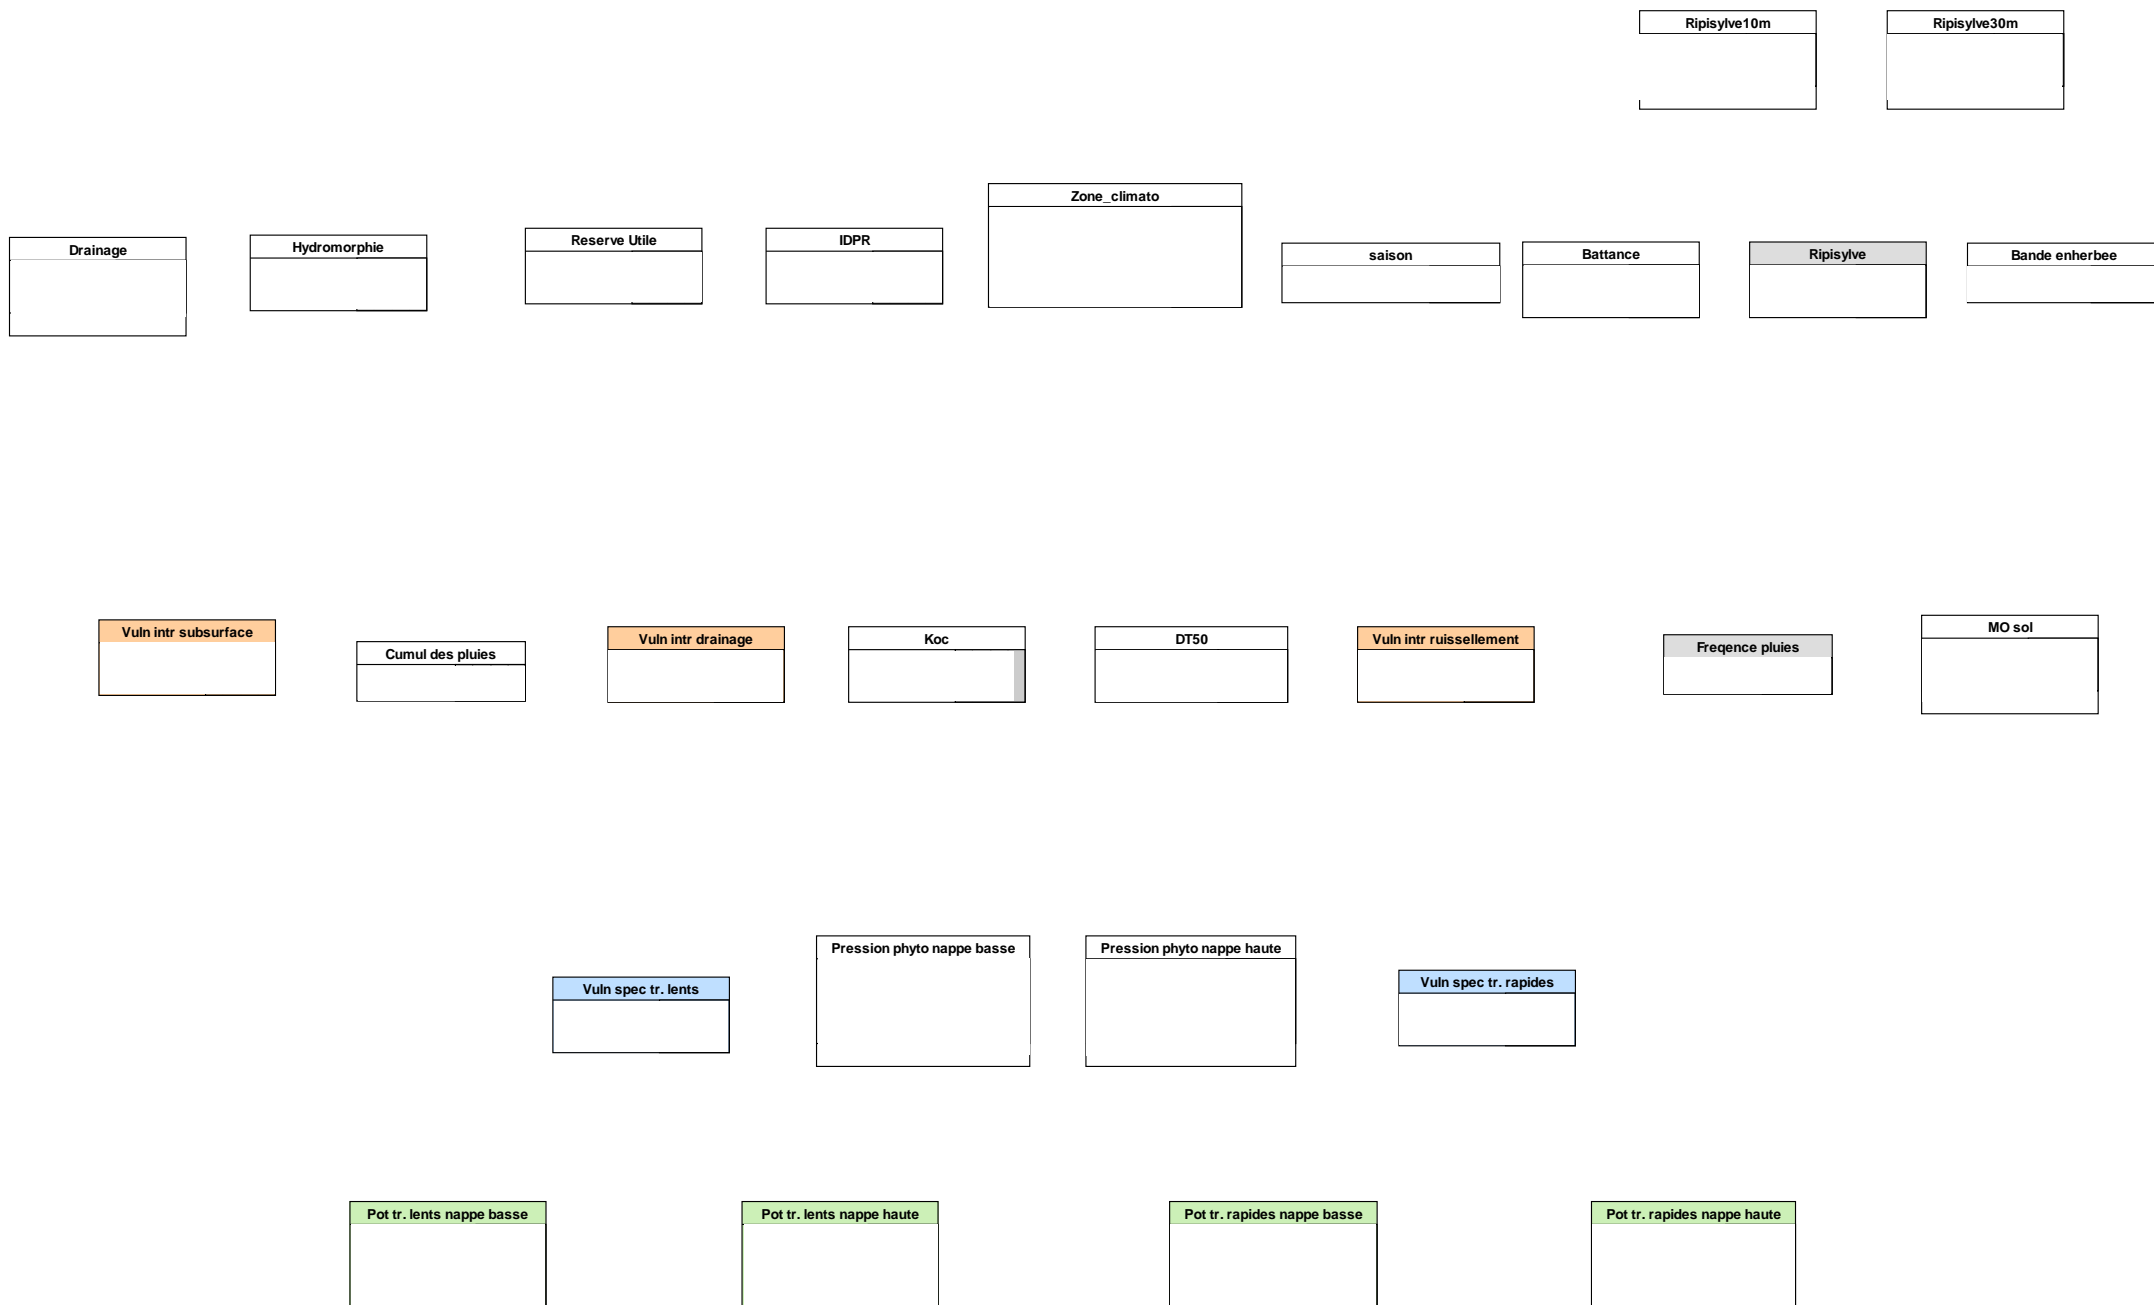 Ripisylve10m
Ripisylve30m
Zone_climato
Drainage
Hydromorphie
Reserve Utile
IDPR
saison
Battance
Ripisylve
Bande enherbee
Vuln intr subsurface
Cumul des pluies
Vuln intr drainage
Koc
DT50
Vuln intr ruissellement
Freqence pluies
MO sol
Pression phyto nappe basse
Pression phyto nappe haute
Vuln spec tr. lents
Vuln spec tr. rapides
Pot tr. lents nappe basse
Pot tr. lents nappe haute
Pot tr. rapides nappe basse
Pot tr. rapides nappe haute